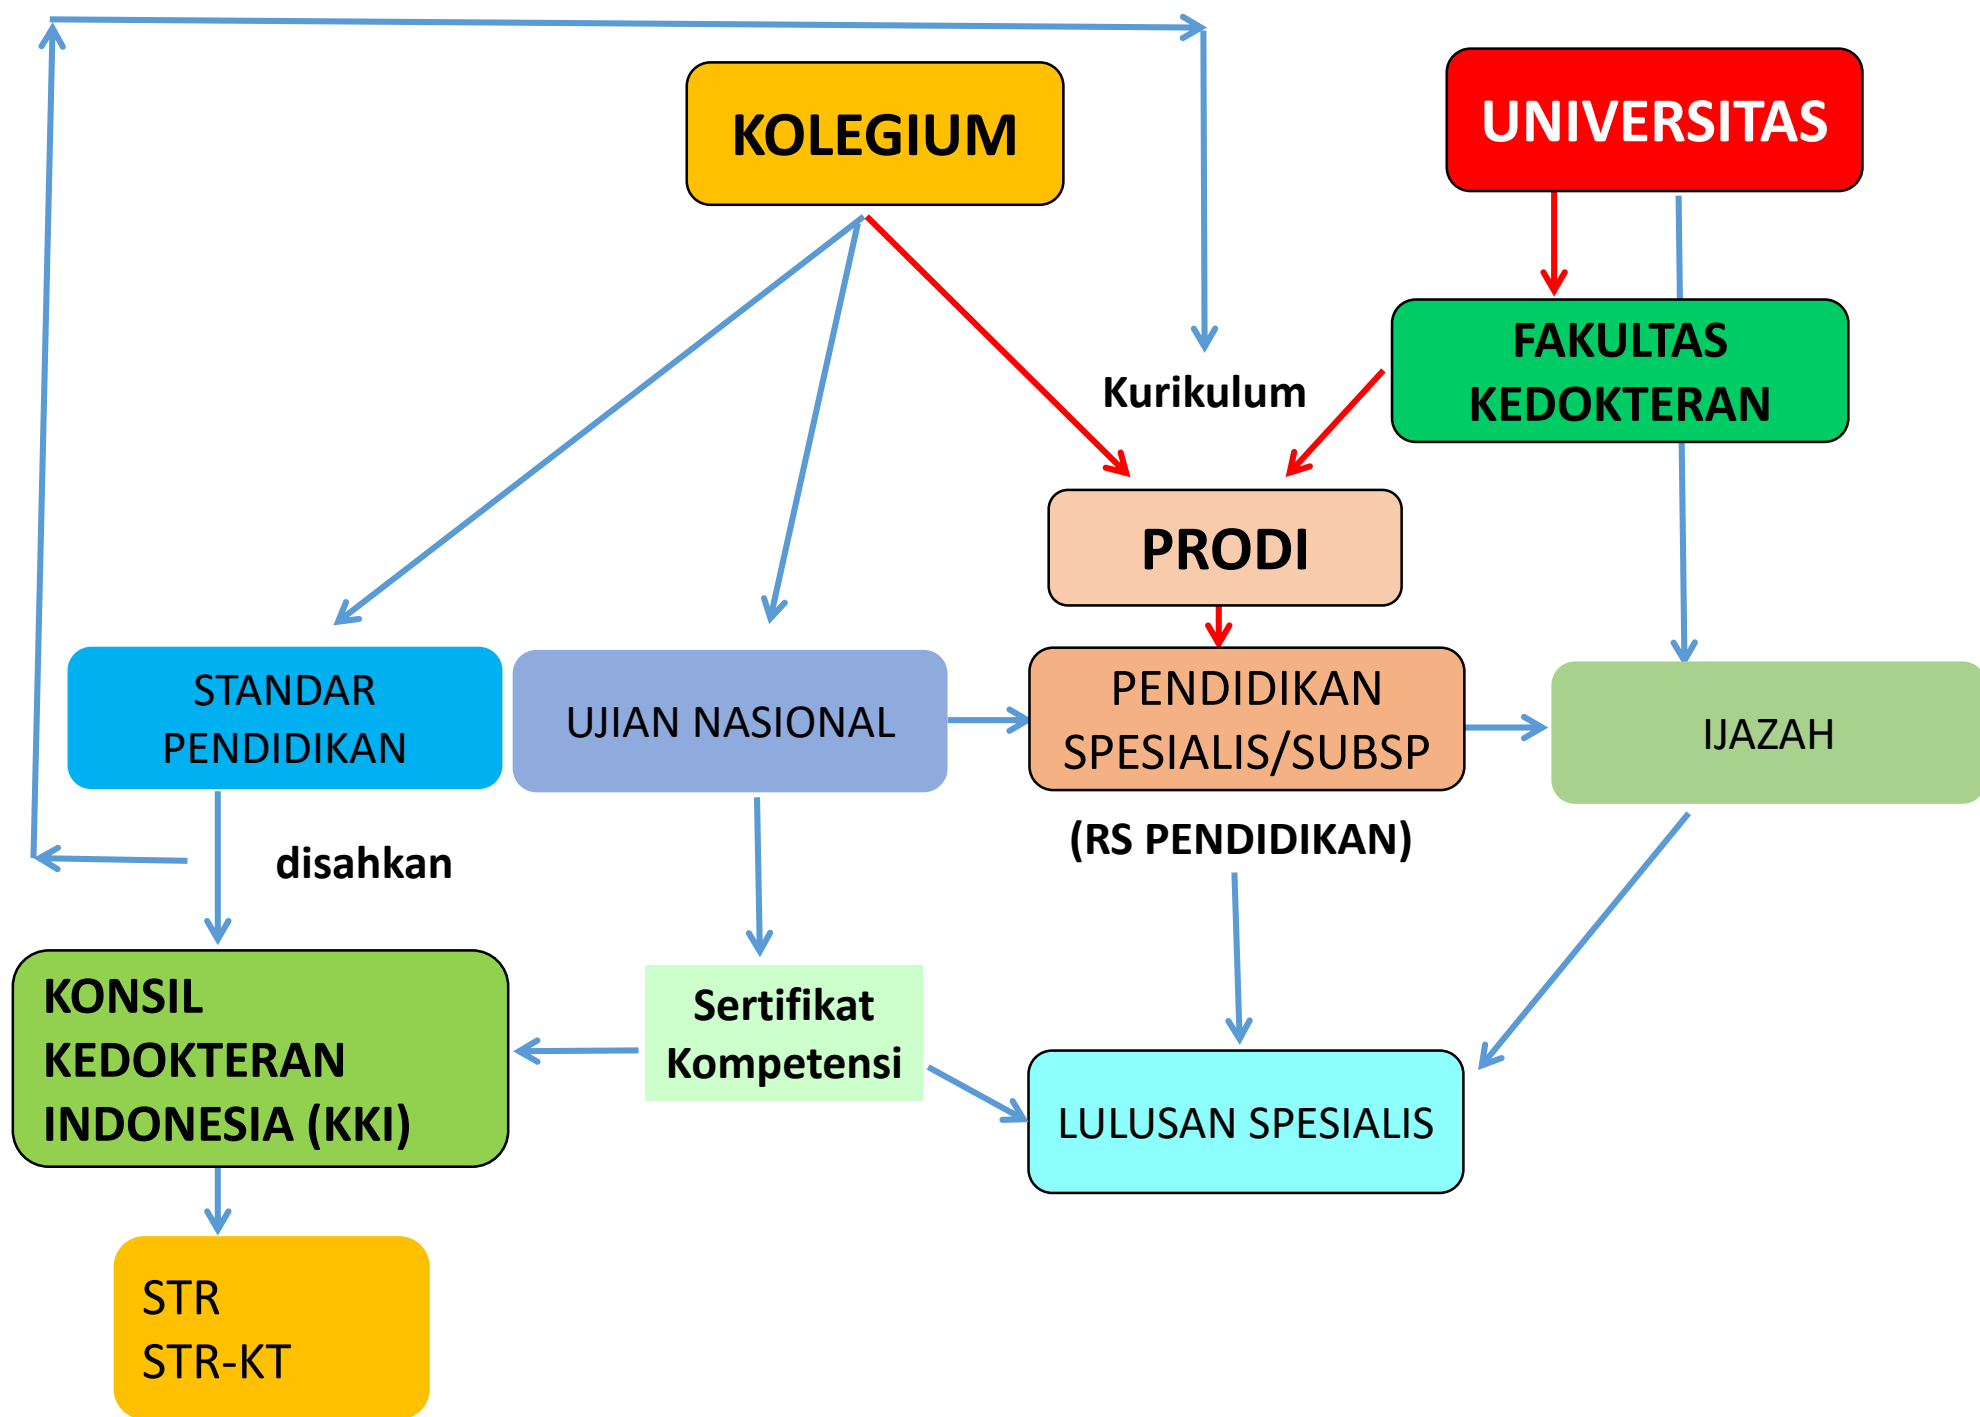 KOLEGIUM
UNIVERSITAS
FAKULTAS
KEDOKTERAN
Kurikulum
PRODI
STANDAR
PENDIDIKAN
UJIAN NASIONAL
PENDIDIKAN
SPESIALIS/SUBSP
IJAZAH
(RS PENDIDIKAN)
disahkan
KONSIL
KEDOKTERAN
INDONESIA (KKI)
Sertifikat
Kompetensi
LULUSAN SPESIALIS
STR
STR-KT